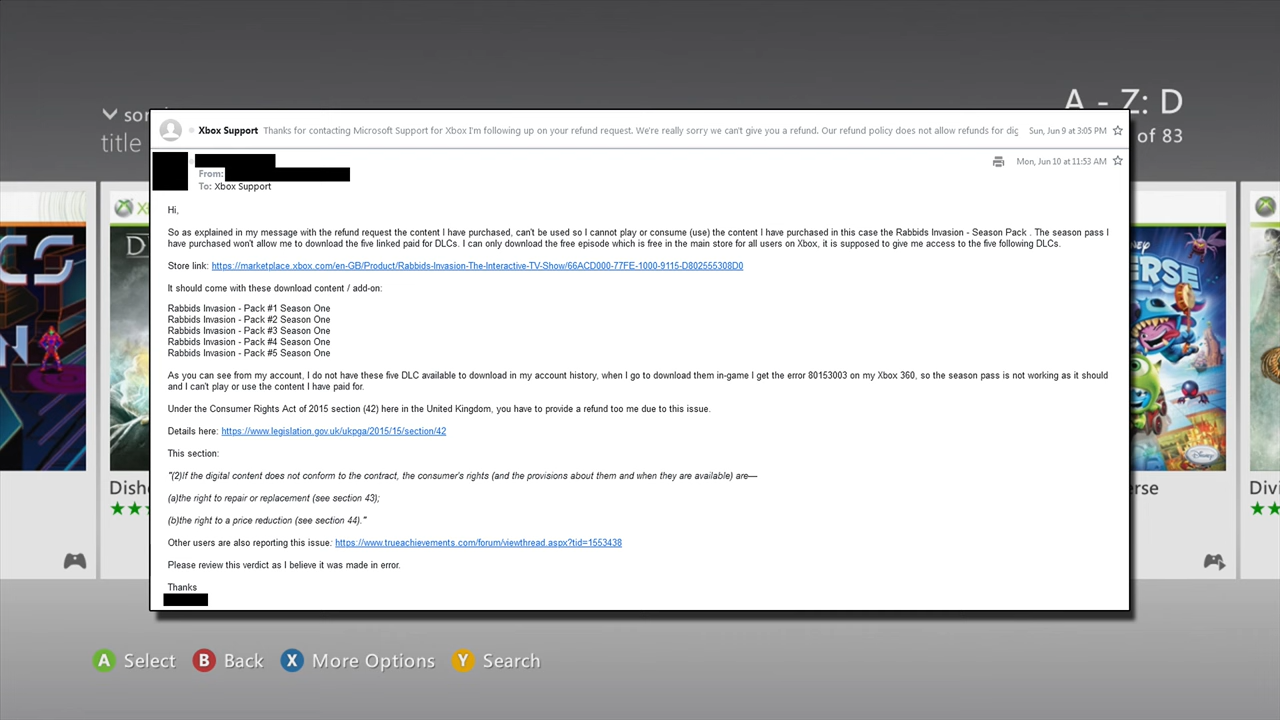 A - Z: D
sor
title
of 83
Xbox Support Thanks for contacting Microsoft Support for Xbox I'm following up on your refund request. We're really sorry we can't give you a refund. Our refund policy does not allow refunds for dig Sun, Jun 9 at 3:05 PM
Mon, Jun 10 at 11:53 AM
From:
To: Xbox Support
Hi,
So as explained in my message with the refund request the content I have purchased, can't be used so I cannot play or consume (use) the content I have purchased in this case the Rabbids Invasion - Season Pack . The season pass I
have purchased won't allow me to download the five linked paid for DLCs. I can only download the free episode which is free in the main store for all users on Xbox, it is supposed to give me access to the five following DLCs.
Store link: https://marketplace.xbox.com/en-GB/Product/Rabbids-Invasion-The-Interactive-TV-Show/66ACD000-77FE-1000-9115-D802555308D0
It should come with these download content / add-on:
Rabbids Invasion - Pack #1 Season One
Rabbids Invasion - Pack #2 Season One
Rabbids Invasion - Pack #3 Season One
Rabbids Invasion - Pack #4 Season One
Rabbids Invasion - Pack #5 Season One
As you can see from my account, I do not have these five DLC available to download in my account history, when I go to download them in-game I get the error 80153003 on my Xbox 360, so the season pass is not working as it should
and I can't play or use the content I have paid for.
Under the Consumer Rights Act of 2015 section (42) here in the United Kingdom, you have to provide a refund too me due to this issue.
Details here: https://www.legislation.gov.uk/ukpga/2015/15/section/42
This section:
"(2)If the digital content does not conform to the contract, the consumer's rights (and the provisions about them and when they are available) are—
(a)the right to repair or replacement (see section 43);
(b)the right to a price reduction (see section 44)."
Other users are also reporting this issue: https://www.trueachievements.com/forum/viewthread.aspx?tid=1553438
Please review this verdict as I believe it was made in error.
Thanks
CS
N
D
VERSE
Disney
Dish
erse
Divi
A Select B Back X More Options Y Search